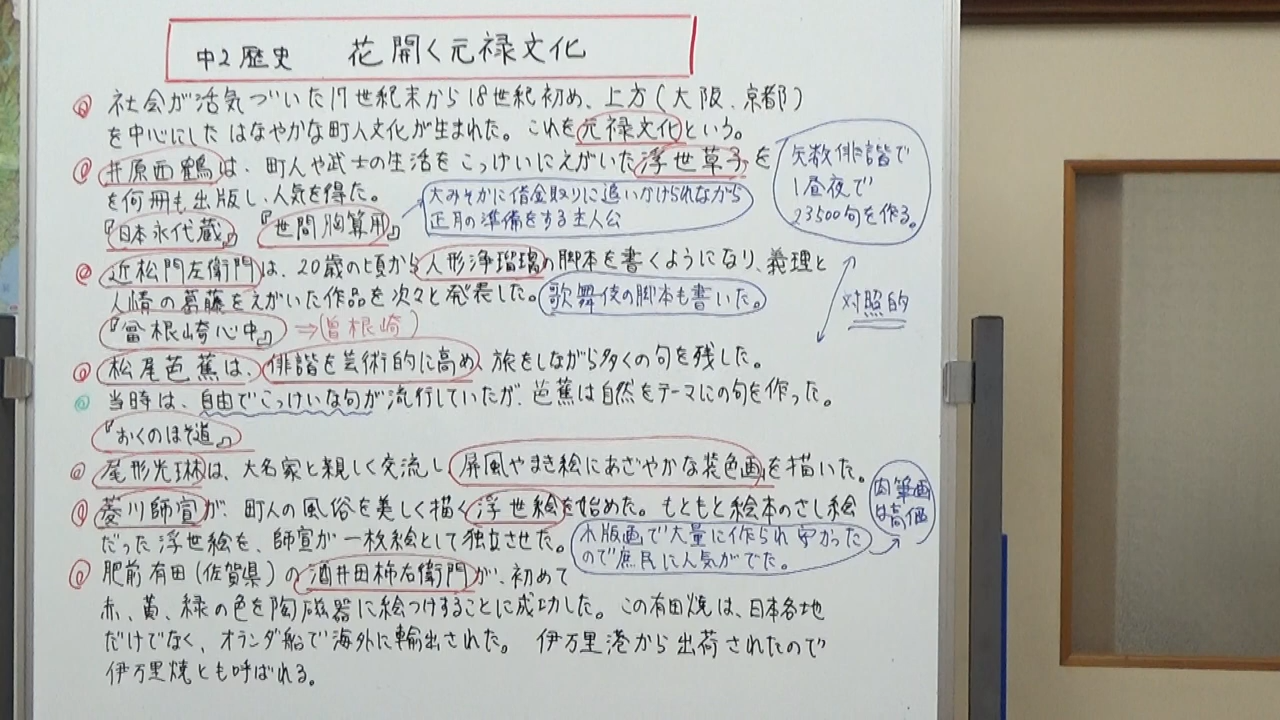 中2歴史 花開く元禄文化
社会が活気づいた17世紀末から18世紀初め、上方(大阪、京都)
を中心にした はなやかな町人文化が生まれた。これを元禄文化という。
井原西鶴は、町人や武士の生活をこっけいにえがいた浮世草子を
を何冊も出版し、人気を得た。
矢数俳諧で
1昼夜で
23500句を作る。
『日本永代蔵』 『世間胸算用』
大みそかに借金取りに追いかけられながら
正月の準備をする主人公
近松門左衛門は、20歳の頃から人形浄瑠璃の脚本を書くようになり、義理と
人情の葛藤をえがいた作品を次々と発表した。歌舞伎の脚本も書いた。
対照的
『曽根崎心中』 ⇒(曽根崎)
松尾芭蕉は、俳諧を芸術的に高め、旅をしながら多くの句を残した。
当時は、自由でこっけいな句が流行していたが、芭蕉は自然をテーマにの句を作った。
『おくのほそ道』
尾形光琳は、大名家と親しく交流し、屏風やまき絵にあざやかな装色画を描いた。
菱川師宣が、町人の風俗を美しく描く浮世絵を始めた。もともと絵本のさし絵
だった浮世絵を、師宣が一枚絵として独立させた。
木版画で大量に作られ 安かった
ので庶民に人気がでた。
肉筆画
は高価
肥前有田(佐賀県)の酒井田柿右衛門が、初めて
赤、黄、緑の色を陶磁器に絵つけすることに成功した。この有田焼は、日本各地
だけでなく、オランダ船で海外に輸出された。 伊万里港から出荷されたので
伊万里焼とも呼ばれる。